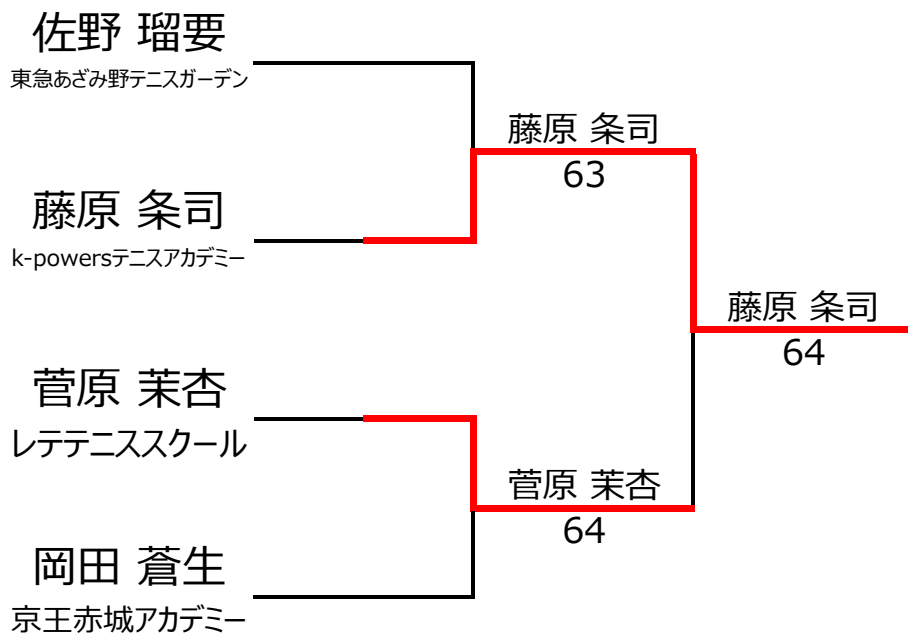 佐野 瑠要
東急あざみ野テニスガーデン
藤原 条司
63
藤原 条司
k-powersテニスアカデミー
藤原 条司
64
菅原 茉杏
レテテニススクール
菅原 茉杏
64
岡田 蒼生
京王赤城アカデミー